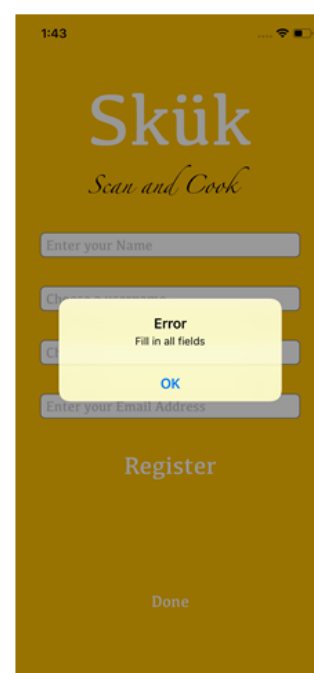 1:43
Skük
Scan and Cook
Enter your Name
Error
Fill in all fields
OK
Enter your Email Address
Register
Done